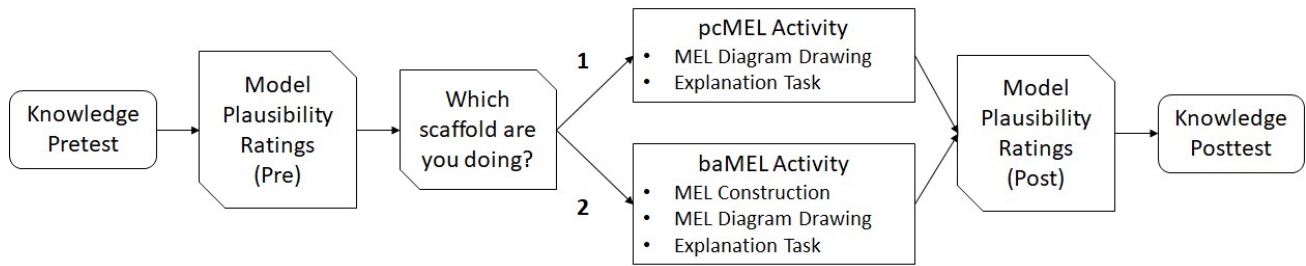 Knowledge
Pretest
Model
Plausibility
Ratings
(Pre)
Which
scaffold are
you doing?
1
pcMEL Activity
• MEL Diagram Drawing
• Explanation Task
2
baMEL Activity
• MEL Construction
• MEL Diagram Drawing
• Explanation Task
Model
Plausibility
Ratings
(Post)
Knowledge
Posttest